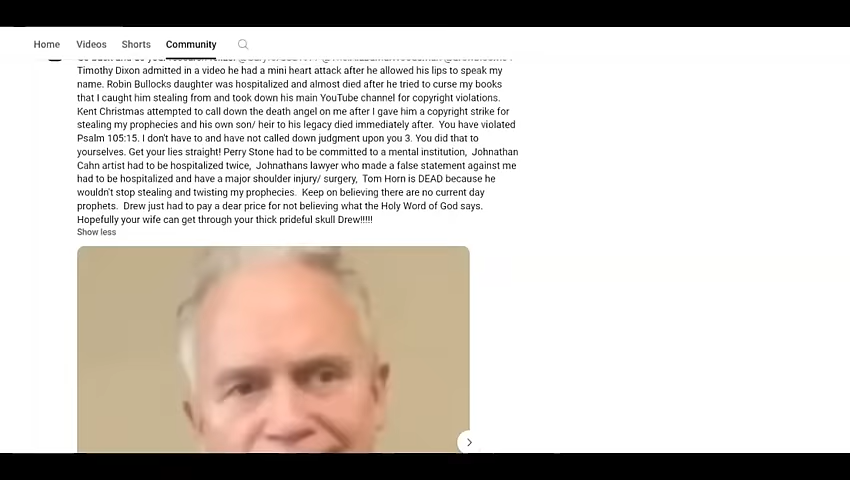 Home Videos Shorts Community
Timothy Dixon admitted in a video he had a mini heart attack after he allowed his lips to speak my
name. Robin Bullocks daughter was hospitalized and almost died after he tried to curse my books
that I caught him stealing from and took down his main YouTube channel for copyright violations.
Kent Christmas attempted to call down the death angel on me after I gave him a copyright strike for
stealing my prophecies and his own son/ heir to his legacy died immediately after. You have violated
Psalm 105:15. I don't have to and have not called down judgment upon you 3. You did that to
yourselves. Get your lies straight! Perry Stone had to be committed to a mental institution, Johnathan
Cahn artist had to be hospitalized twice, Johnathans lawyer who made a false statement against me
had to be hospitalized and have a major shoulder injury/ surgery, Tom Horn is DEAD because he
wouldn't stop stealing and twisting my prophecies. Keep on believing there are no current day
prophets. Drew just had to pay a dear price for not believing what the Holy Word of God says.
Hopefully your wife can get through your thick prideful skull Drew!!!!!
Show less